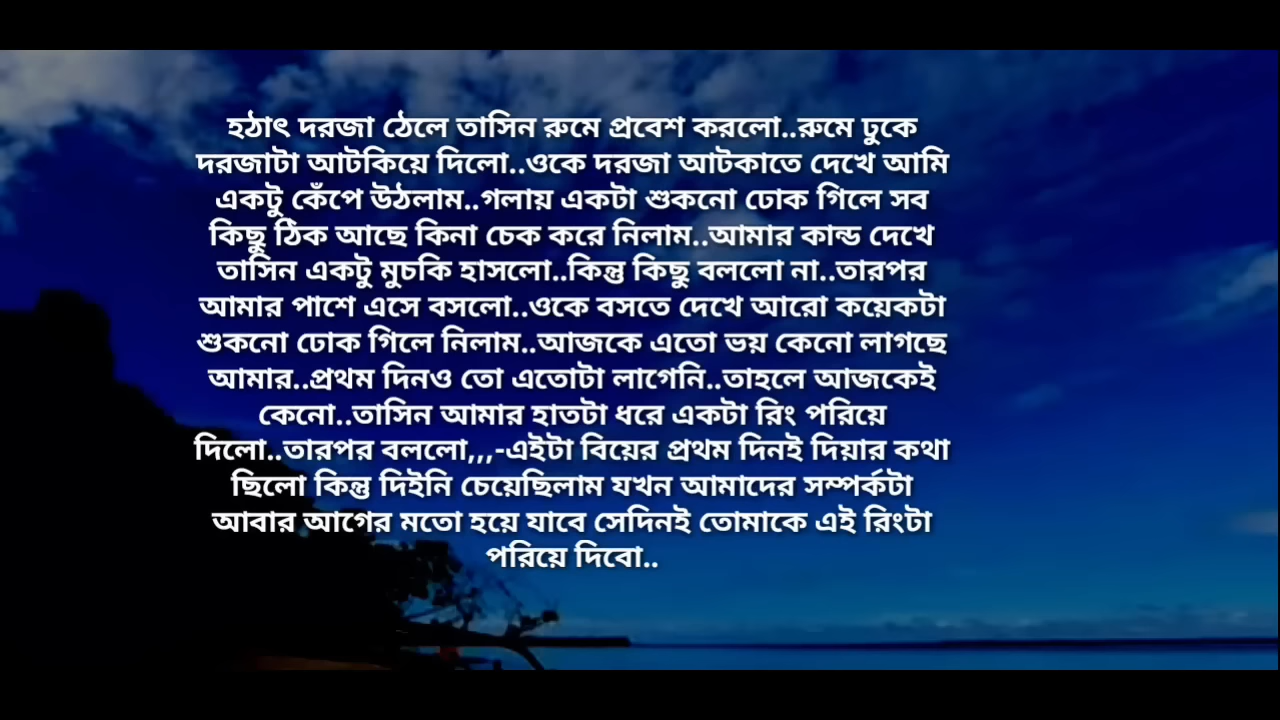 হঠাৎ দরজা ঠেলে তাসিন রুমে প্রবেশ করলো..রুমে ঢুকে
দরজাটা আটকিয়ে দিলো..ওকে দরজা আটকাতে দেখে আমি
একটু কেঁপে উঠলাম..গলায় একটা শুকনো ঢোক গিলে সব
কিছু ঠিক আছে কিনা চেক করে নিলাম..আমার কান্ড দেখে
তাসিন একটু মুচকি হাসলো..কিন্তু কিছু বললো না..তারপর
আমার পাশে এসে বসলো..ওকে বসতে দেখে আরো কয়েকটা
শুকনো ঢোক গিলে নিলাম..আজকে এতো ভয় কেনো লাগছে
আমার..প্রথম দিনও তো এতোটা লাগেনি..তাহলে আজকেই
কেনো..তাসিন আমার হাতটা ধরে একটা রিং পরিয়ে
দিলো..তারপর বললো,,,-এইটা বিয়ের প্রথম দিনই দিয়ার কথা
ছিলো কিন্তু দিইনি চেয়েছিলাম যখন আমাদের সম্পর্কটা
আবার আগের মতো হয়ে যাবে সেদিনই তোমাকে এই রিংটা
পরিয়ে দিবো..